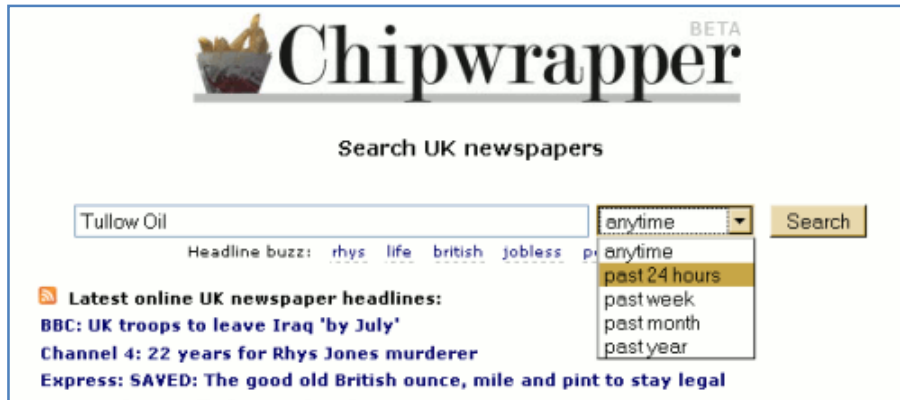 BETA
Chipwrapper
Search UK newspapers
Tullow Oil anytime Search
Headline buzz: rhys life british jobless
anytime
past 24 hours
past week
past month
past year
Latest online UK newspaper headlines:
BBC: UK troops to leave Iraq 'by July'
Channel 4: 22 years for Rhys Jones murderer
Express: SAVED: The good old British ounce, mile and pint to stay legal